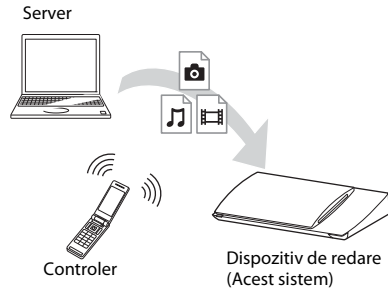 Server
Controler
Dispozitiv de redare
(Acest sistem)